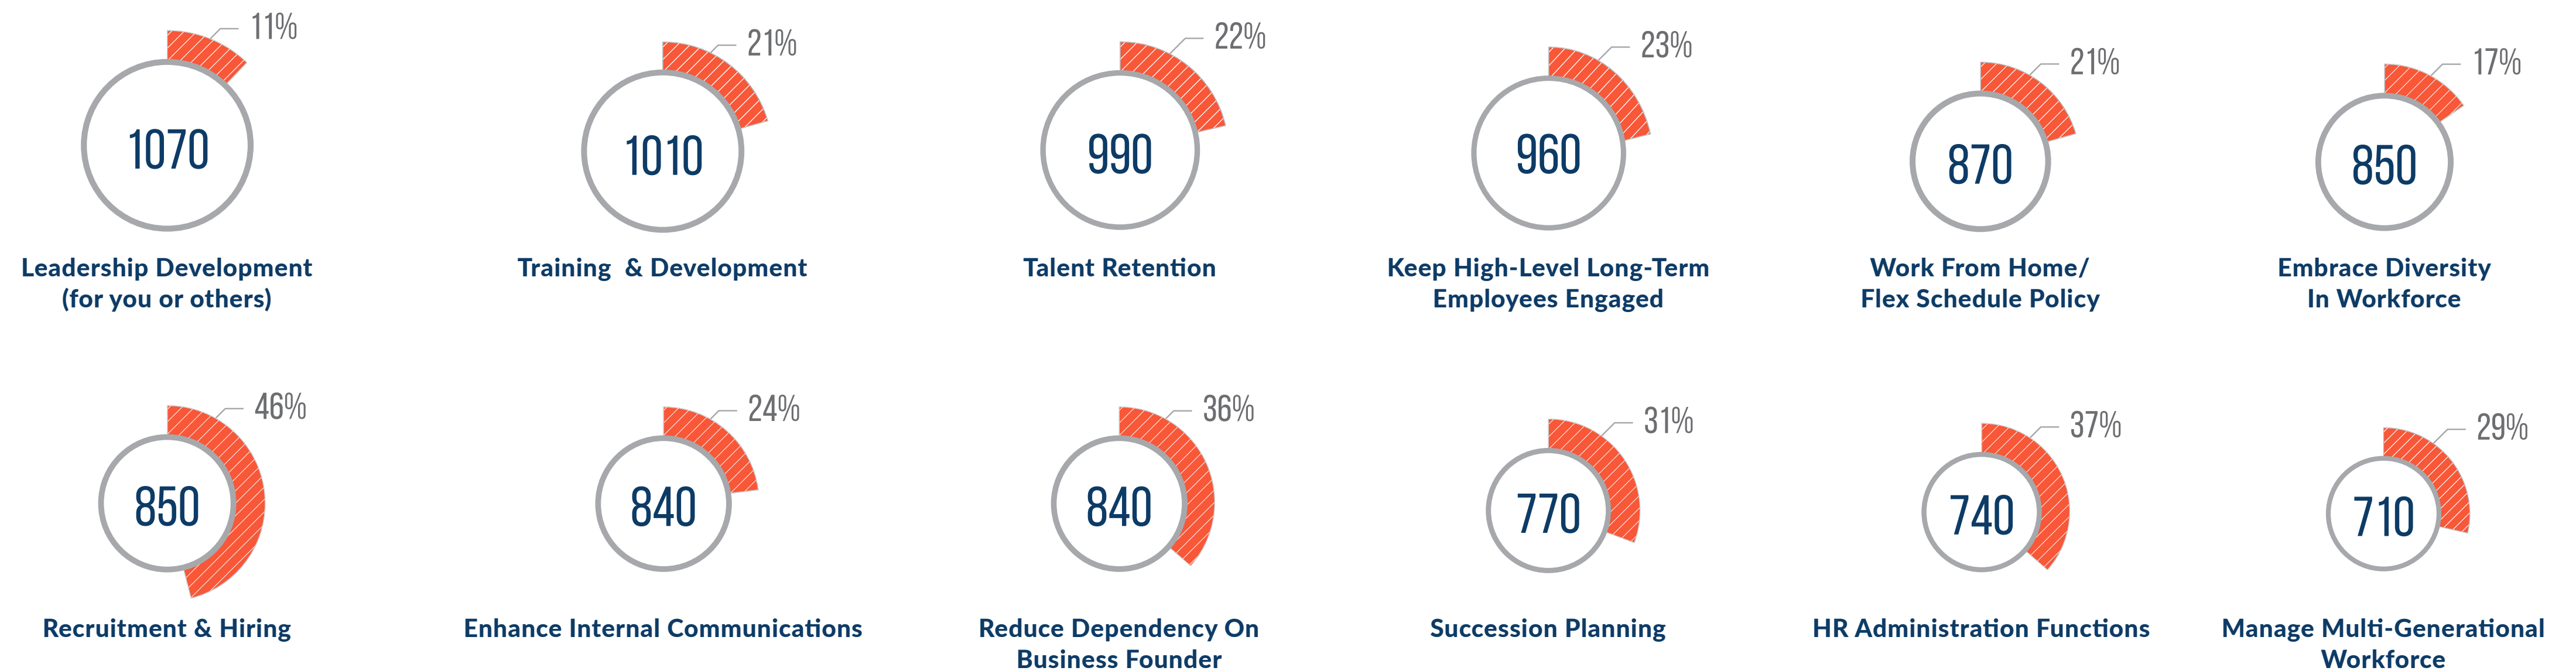 11%
1070
Leadership Development
(for you or others)
21%
1010
Training & Development
22%
990
Talent Retention
23%
960
Keep High-Level Long-Term
Employees Engaged
21%
870
Work From Home/
Flex Schedule Policy
17%
850
Embrace Diversity
In Workforce
46%
850
Recruitment & Hiring
24%
840
Enhance Internal Communications
36%
840
Reduce Dependency On
Business Founder
31%
770
Succession Planning
37%
740
HR Administration Functions
29%
710
Manage Multi-Generational
Workforce